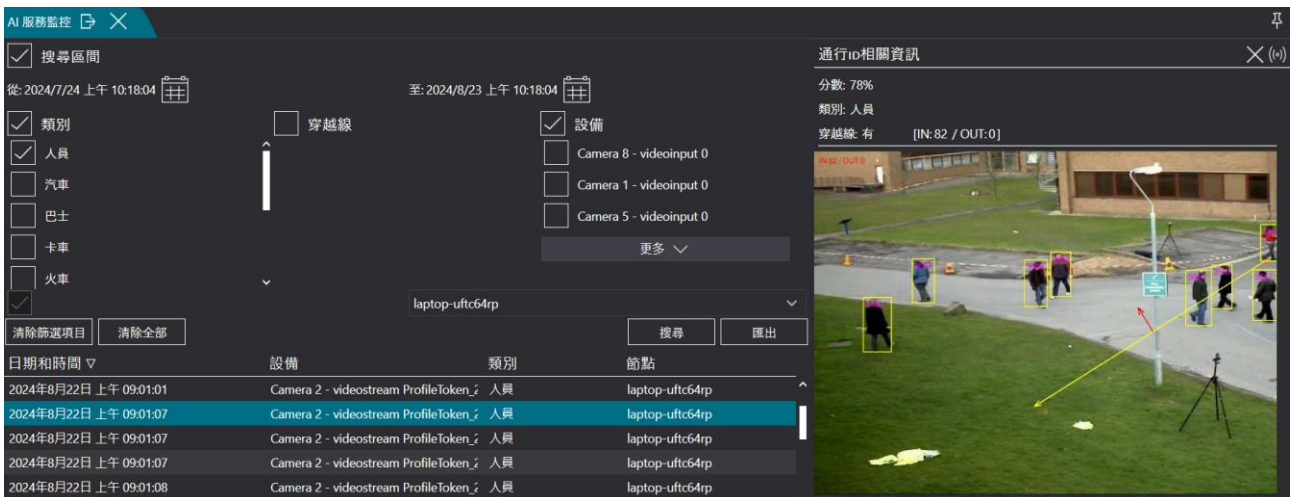 AI 服務監控
搜尋區間
從: 2024/7/24 上午 10:18:04
至: 2024/8/23 上午 10:18:04
類別
穿越線
設備
人員
汽車
巴士
卡車
火車
Camera 8 - videoinput 0
Camera 1 - videoinput 0
Camera 5 - videoinput 0
更多
laptop-uftc64rp
清除篩選項目 清除全部 搜尋 匯出
日期和時間 設備 類別 節點
2024年8月22日 上午 09:01:01 Camera 2 - videostream ProfileToken_2 人員 laptop-uftc64rp
2024年8月22日 上午 09:01:07 Camera 2 - videostream ProfileToken_2 人員 laptop-uftc64rp
2024年8月22日 上午 09:01:07 Camera 2 - videostream ProfileToken_2 人員 laptop-uftc64rp
2024年8月22日 上午 09:01:07 Camera 2 - videostream ProfileToken_2 人員 laptop-uftc64rp
2024年8月22日 上午 09:01:08 Camera 2 - videostream ProfileToken_2 人員 laptop-uftc64rp
通行ID相關資訊
分數: 78%
類別: 人員
穿越線: 有 [IN: 82 / OUT: 0]
IN 82 / OUT 0